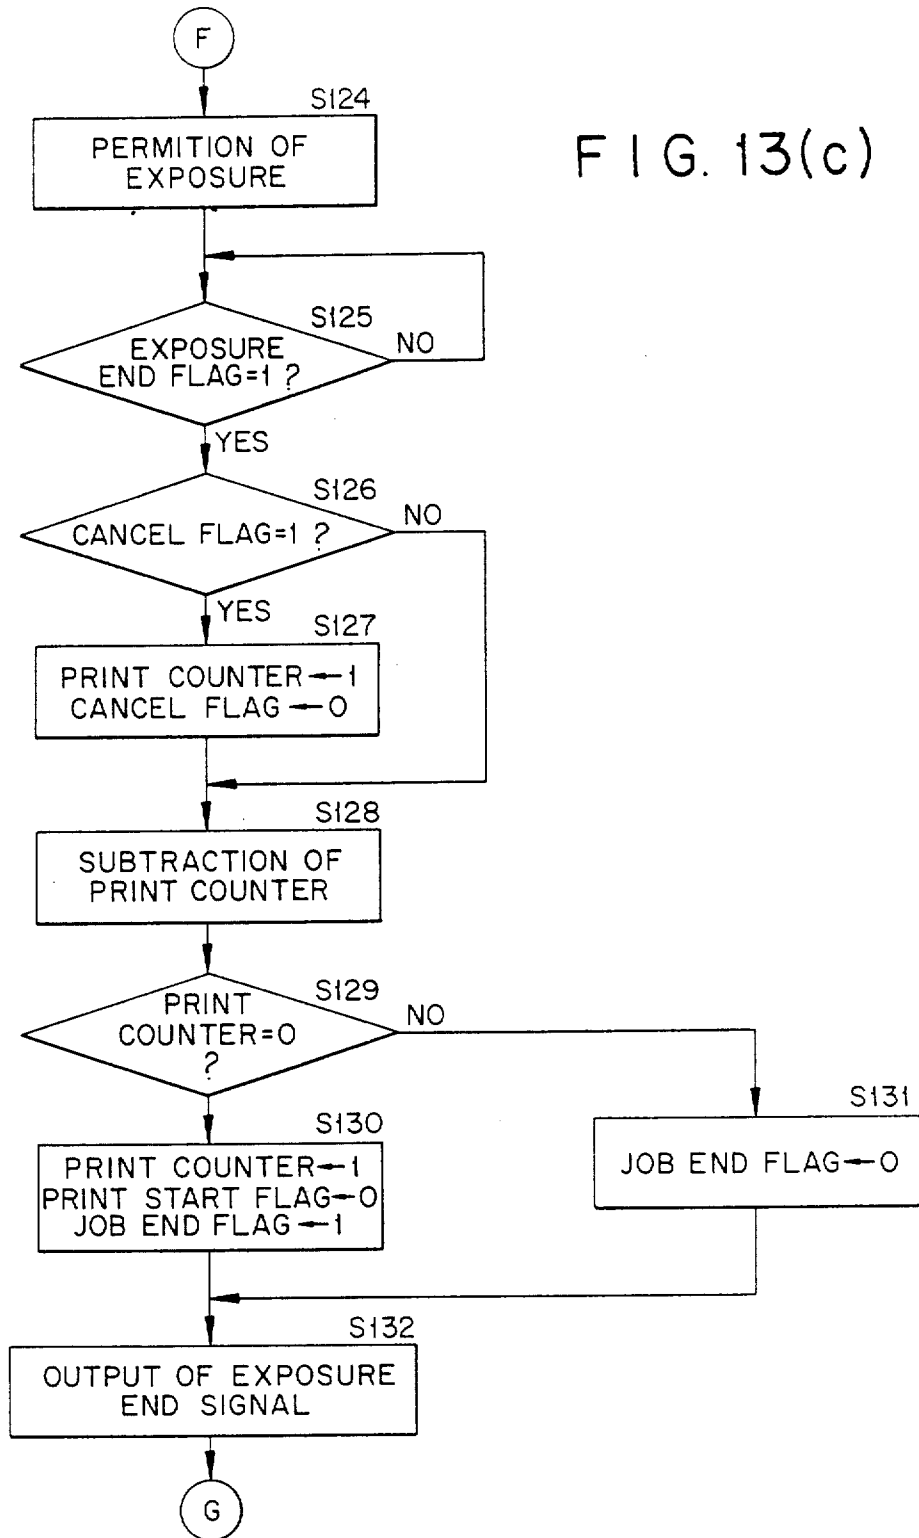 F
S124
FIG. 13(c)
PERMITION OF
EXPOSURE
S125
EXPOSURE
END FLAG=1 ?
NO
YES
S126
CANCEL FLAG=1 ?
NO
YES
S127
PRINT COUNTER←1
CANCEL FLAG←0
S128
SUBTRACTION OF
PRINT COUNTER
S129
PRINT
COUNTER=0
?
NO
S130
PRINT COUNTER←1
PRINT START FLAG←0
JOB END FLAG←1
S131
JOB END FLAG←0
S132
OUTPUT OF EXPOSURE
END SIGNAL
G